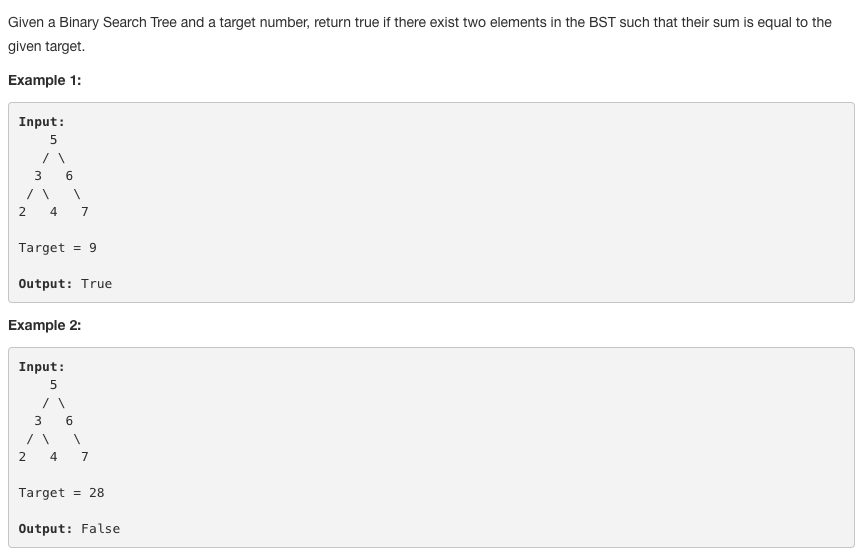 Given a Binary Search Tree and a target number, return true if there exist two elements in the BST such that their sum is equal to the
given target.
Example 1:
Input:
    5
   / \
  3   6
 / \   \
2   4   7
Target = 9
Output: True
Example 2:
Input:
    5
   / \
  3   6
 / \   \
2   4   7
Target = 28
Output: False